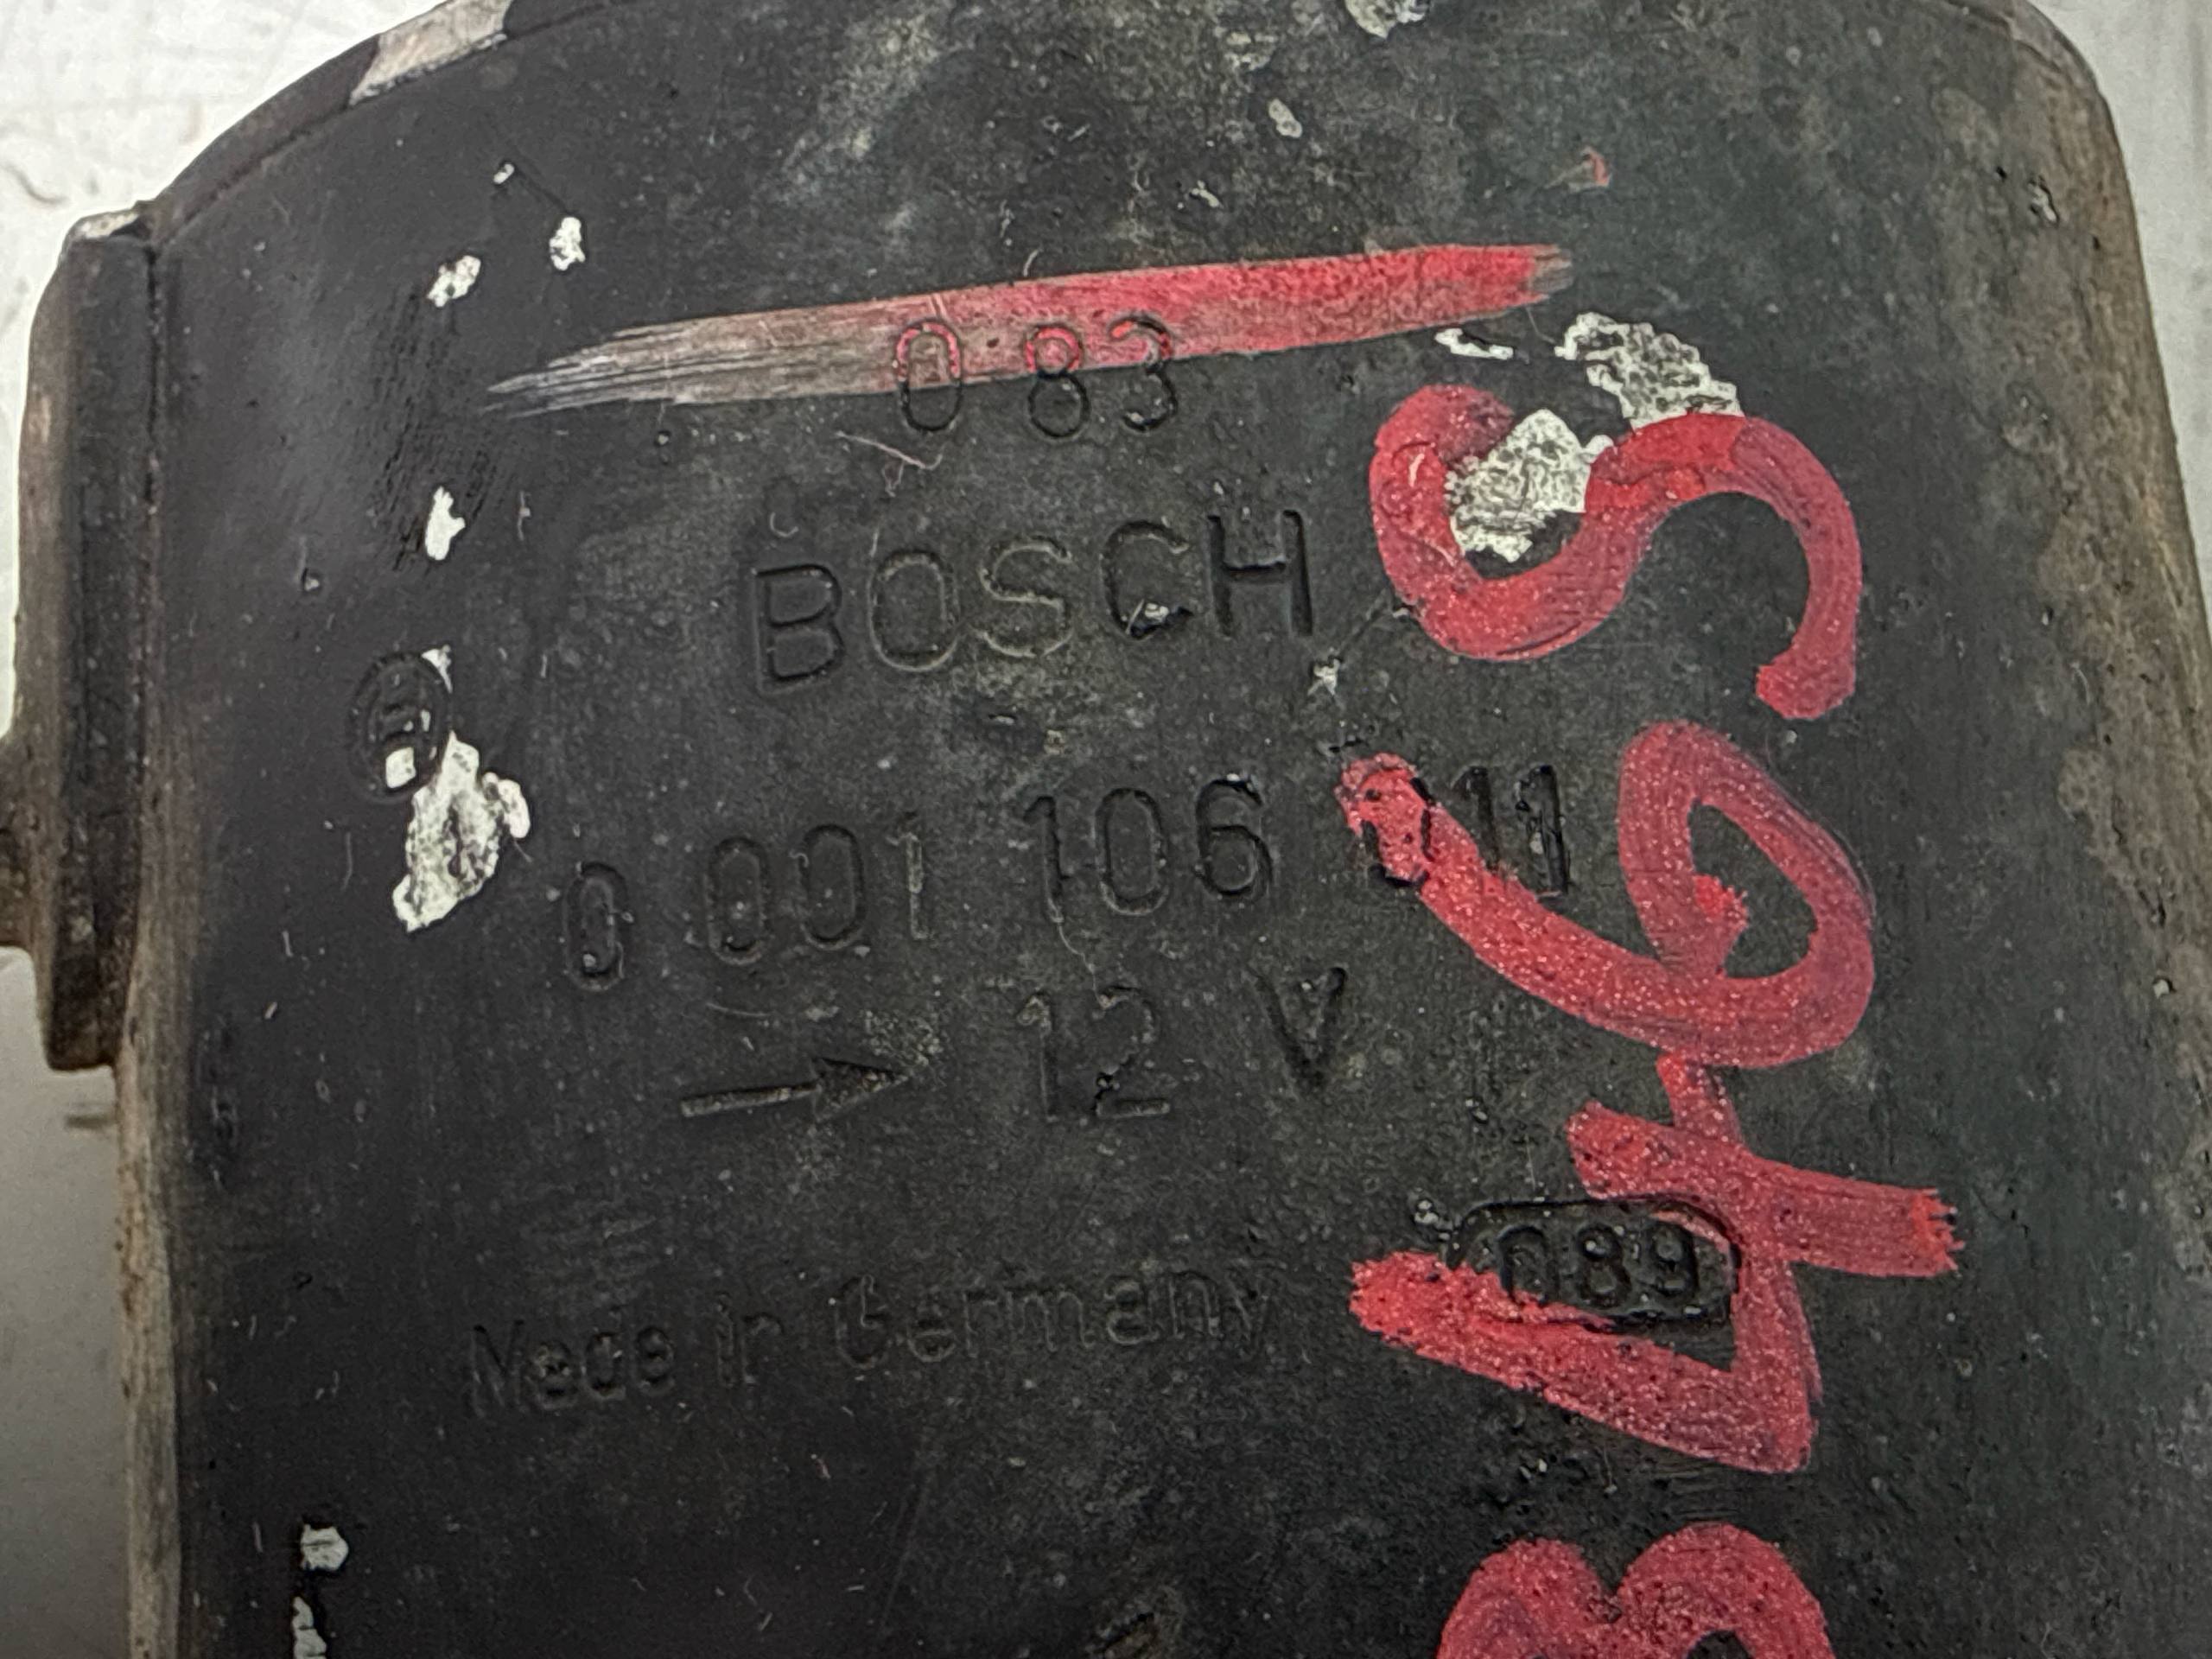 0 83
BOSCH
0 001 106 011
12 V
089
Made in Germany